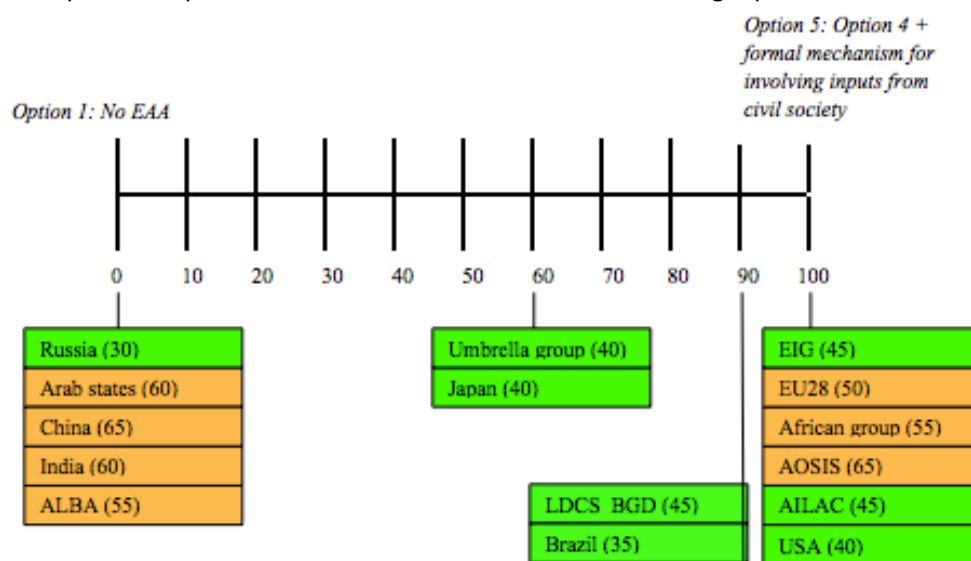 Option 5: Option 4 +
formal mechanism for
involving inputs from
civil society
Option 1: No EAA
0 10 20 30 40 50 60 70 80 90 100
Russia (30)
Arab states (60)
China (65)
India (60)
ALBA (55)
Umbrella group (40)
Japan (40)
LDCS BGD (45)
Brazil (35)
EIG (45)
EU28 (50)
African group (55)
AOSIS (65)
AILAC (45)
USA (40)